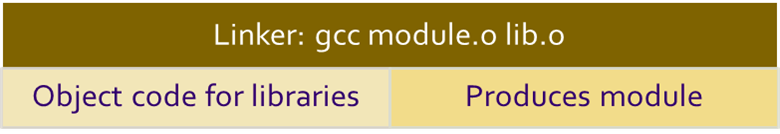 Linker: gcc module.o lib.o
Object code for libraries
Produces module